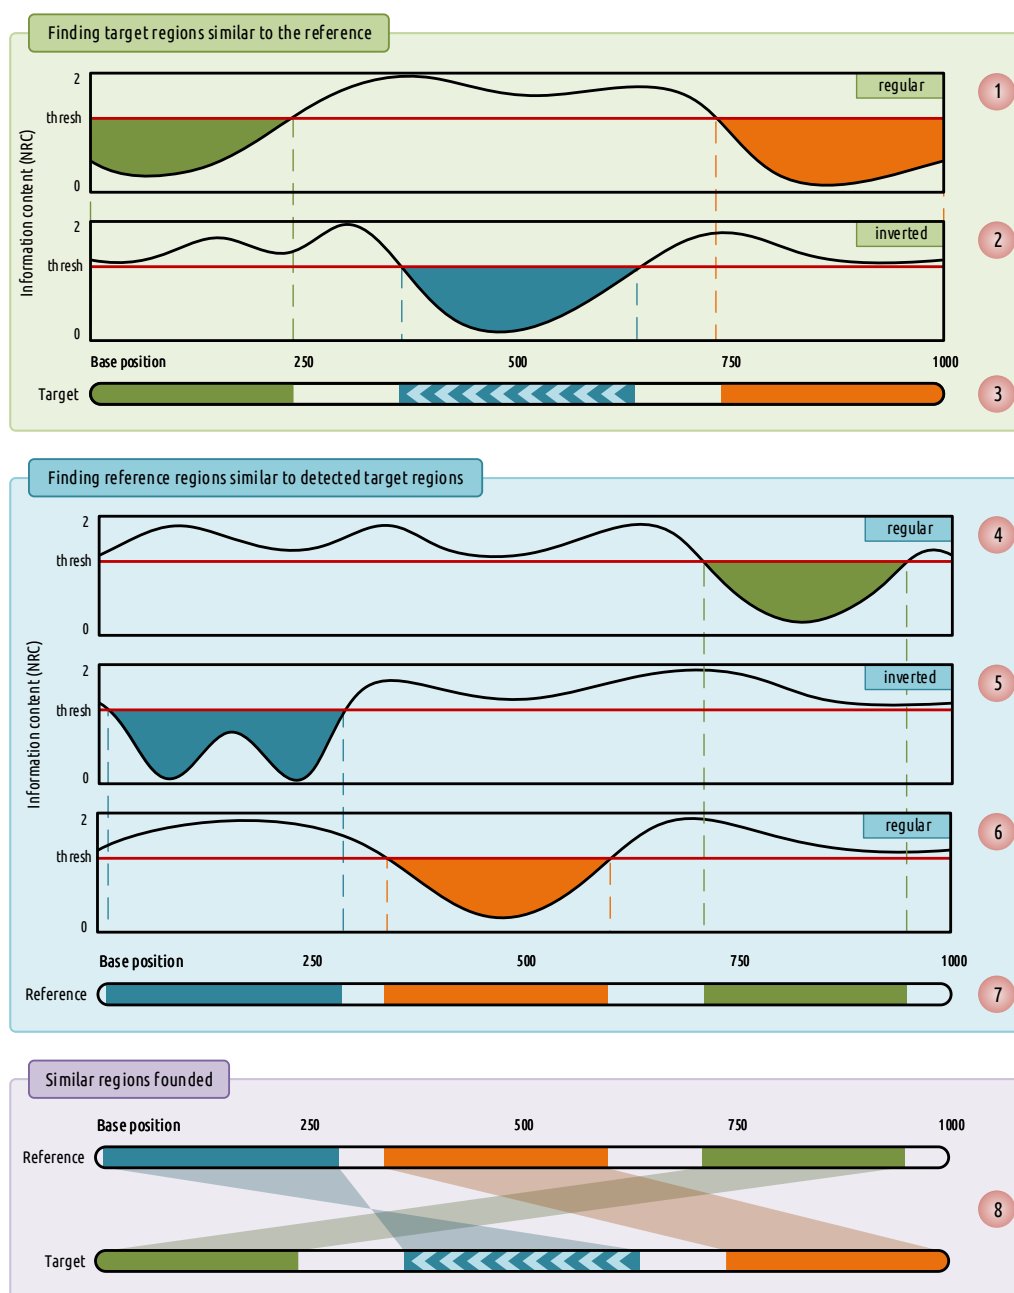 Finding target regions similar to the reference
2
regular
1
thresh
0
Information content (NRC)
2
inverted
2
thresh
0
Base position 250 500 750 1000
Target
3
Finding reference regions similar to detected target regions
2
regular
4
thresh
0
Information content (NRC)
2
inverted
5
thresh
0
2
regular
6
thresh
0
Base position 250 500 750 1000
Reference
7
Similar regions founded
Base position 250 500 750 1000
Reference
8
Target